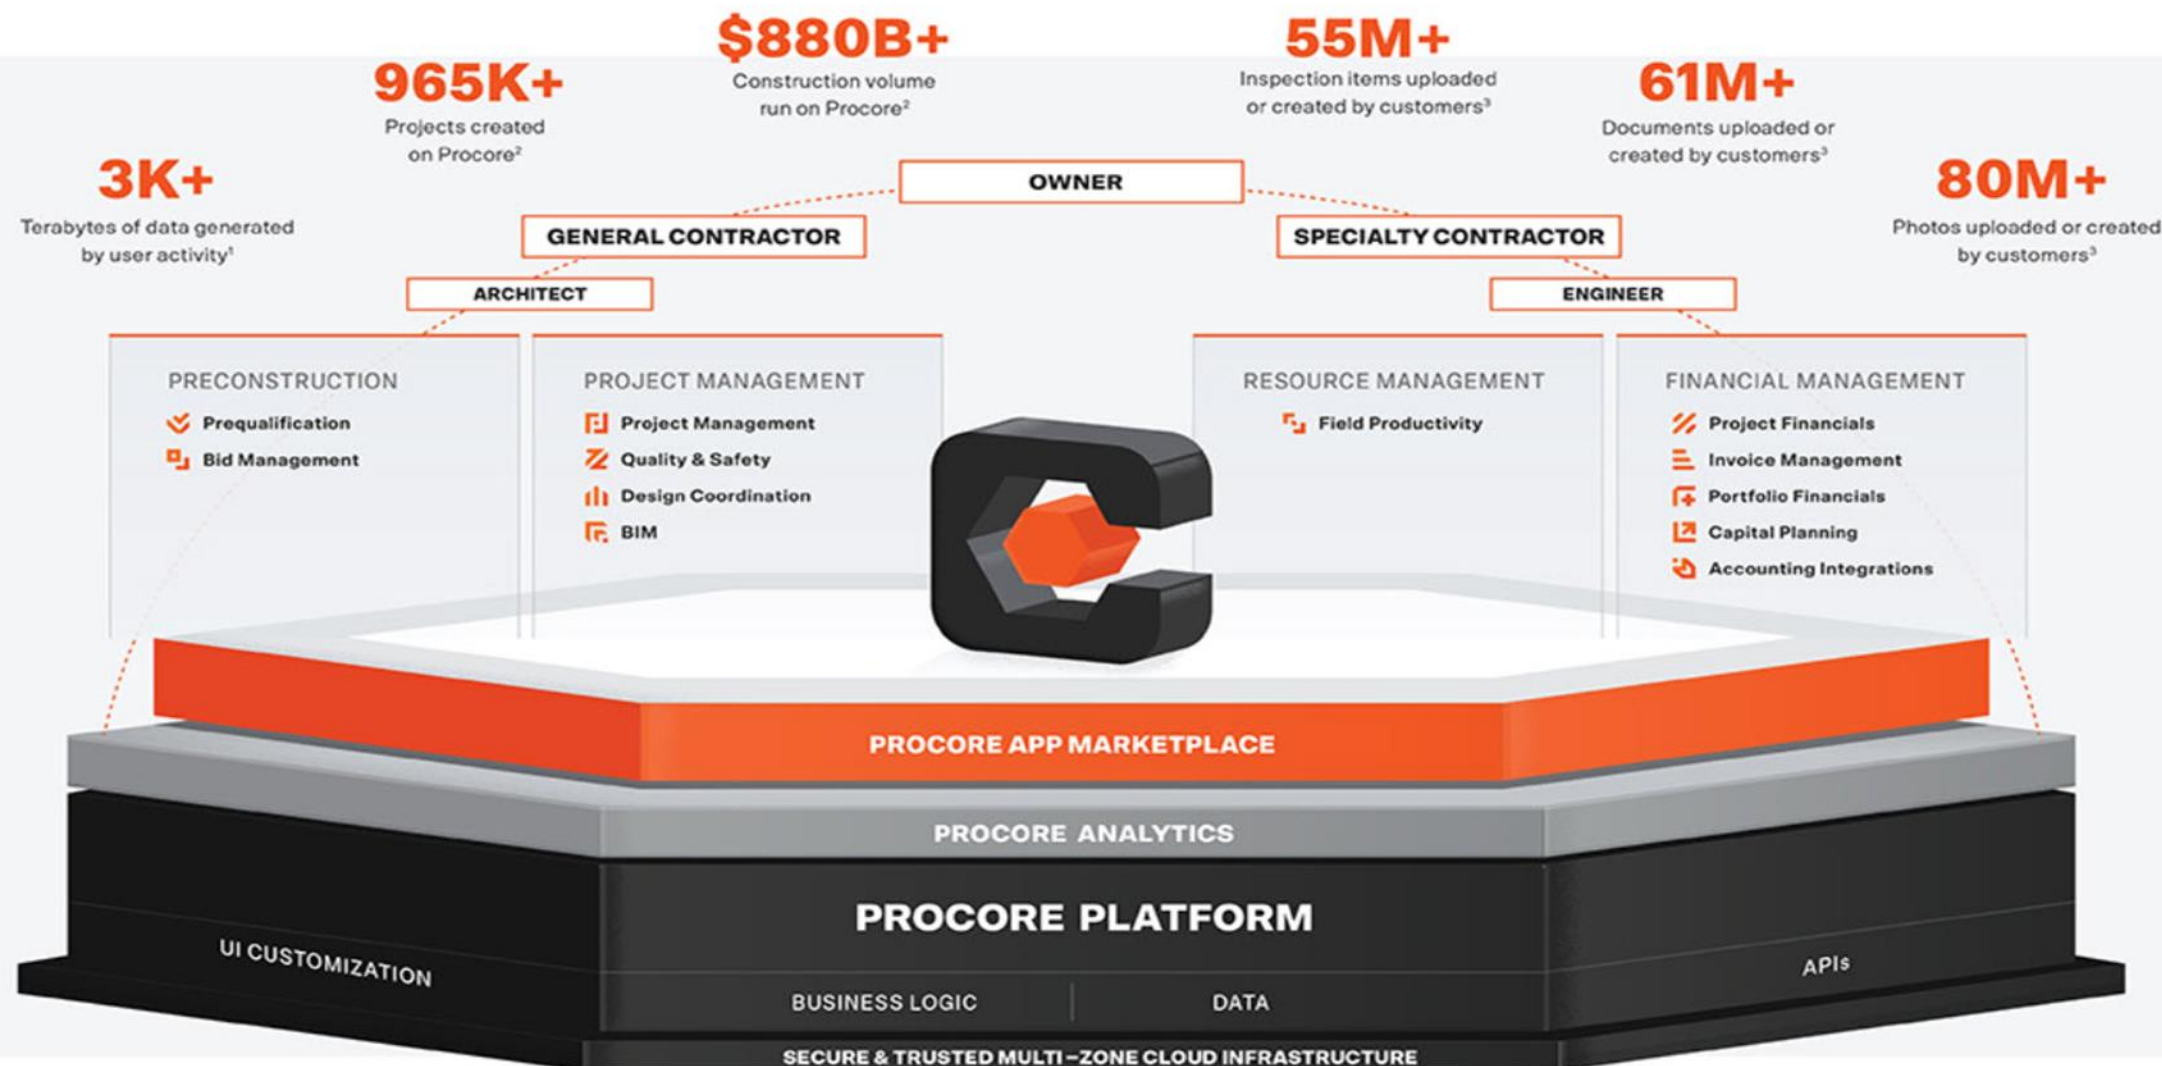 $880B+
Construction volume
run on Procore²
55M+
Inspection items uploaded
or created by customers³
965K+
Projects created
on Procore²
61M+
Documents uploaded or
created by customers³
3K+
Terabytes of data generated
by user activity¹
80M+
Photos uploaded or created
by customers³
OWNER
GENERAL CONTRACTOR
SPECIALTY CONTRACTOR
ARCHITECT
ENGINEER
PRECONSTRUCTION
Prequalification
Bid Management
PROJECT MANAGEMENT
Project Management
Quality & Safety
Design Coordination
BIM
RESOURCE MANAGEMENT
Field Productivity
FINANCIAL MANAGEMENT
Project Financials
Invoice Management
Portfolio Financials
Capital Planning
Accounting Integrations
PROCORE APP MARKETPLACE
PROCORE ANALYTICS
PROCORE PLATFORM
UI CUSTOMIZATION
BUSINESS LOGIC
DATA
APIs
SECURE & TRUSTED MULTI–ZONE CLOUD INFRASTRUCTURE